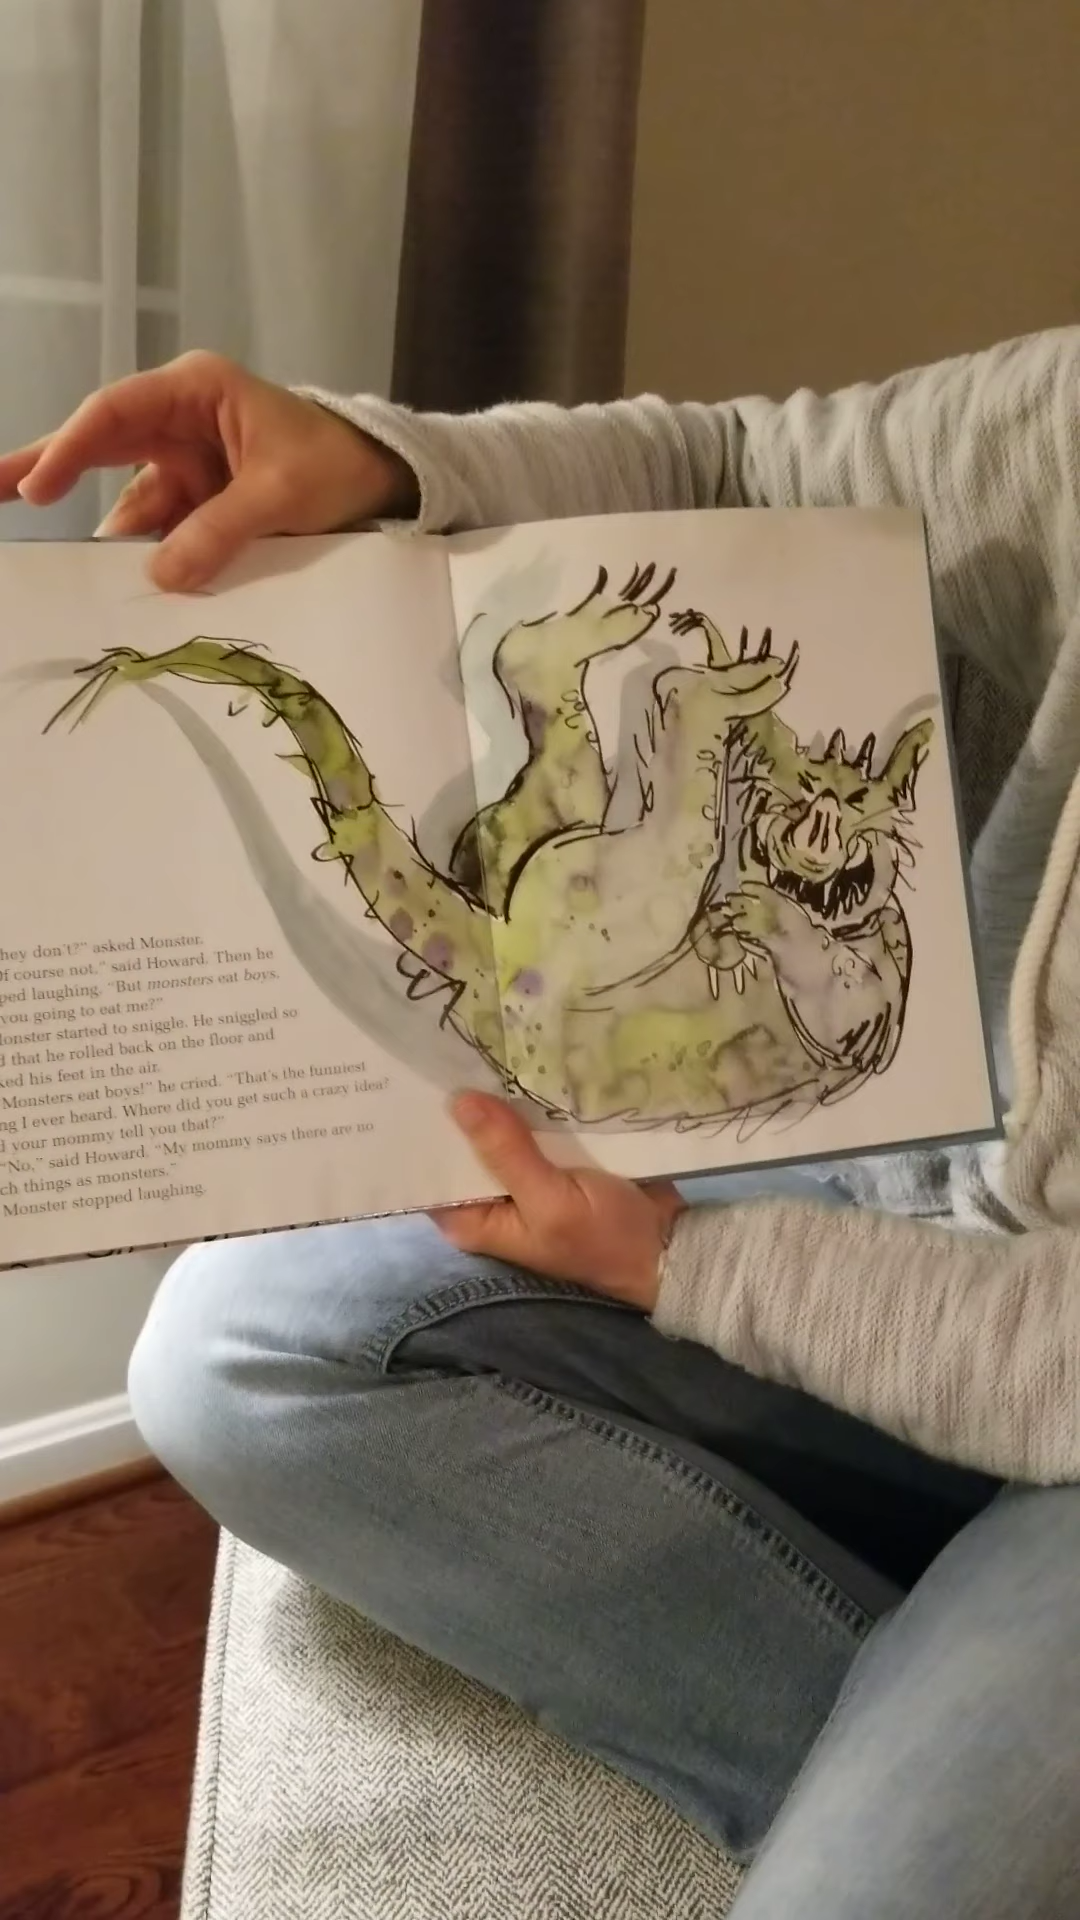 hey don't?" asked Monster.
f course not," said Howard. Then he
ped laughing. "But monsters eat boys.
you going to eat me?"
onster started to sniggle. He sniggled so
d that he rolled back on the floor and
ked his feet in the air.
Monsters eat boys!" he cried. "That's the funniest
ng I ever heard. Where did you get such a crazy idea?
d your mommy tell you that?"
"No," said Howard. "My mommy says there are no
ch things as monsters."
Monster stopped laughing.